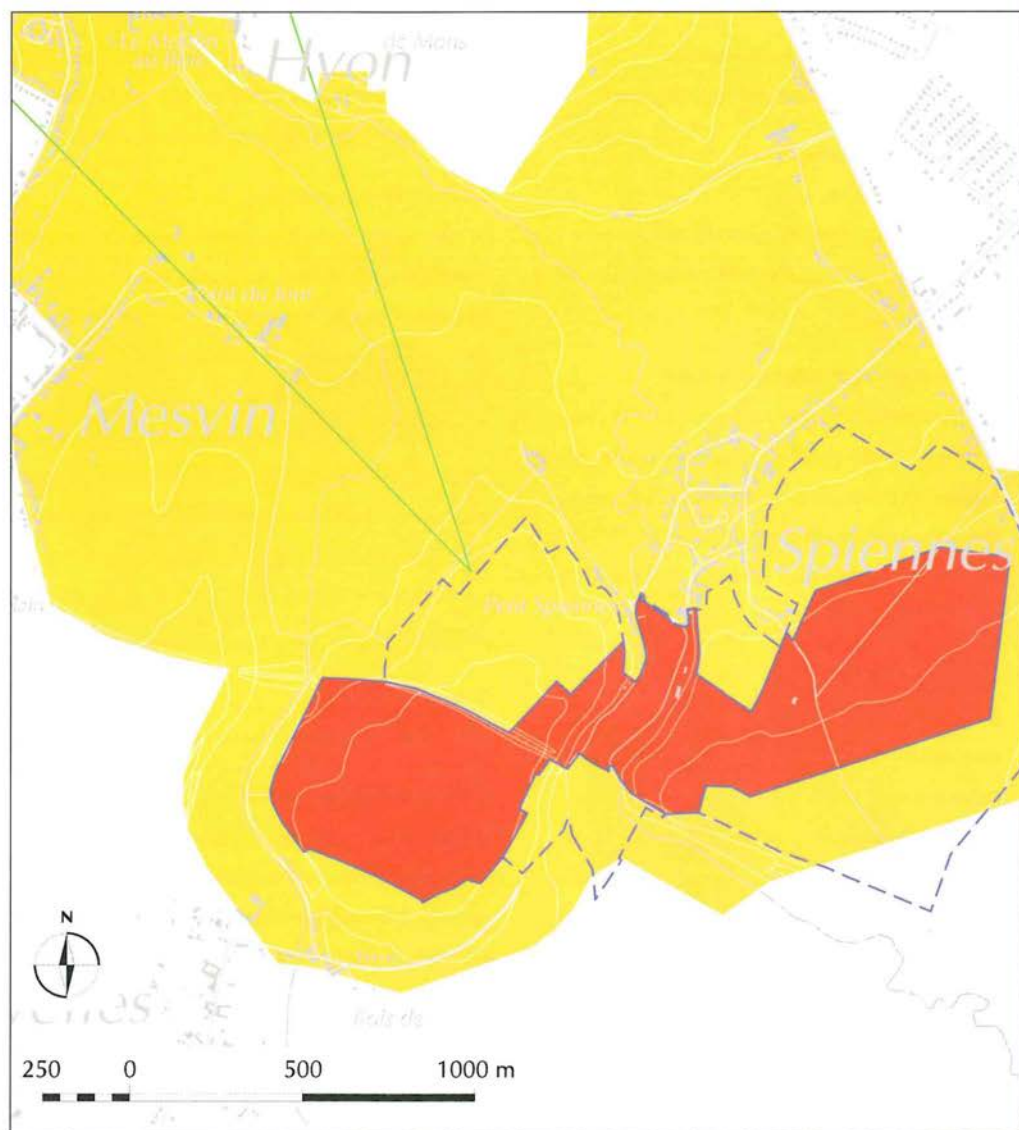 Hyon
de Mons
Mesvin
Spiennes
Petit Spiennes
N
Bois de
250 0 500 1000 m